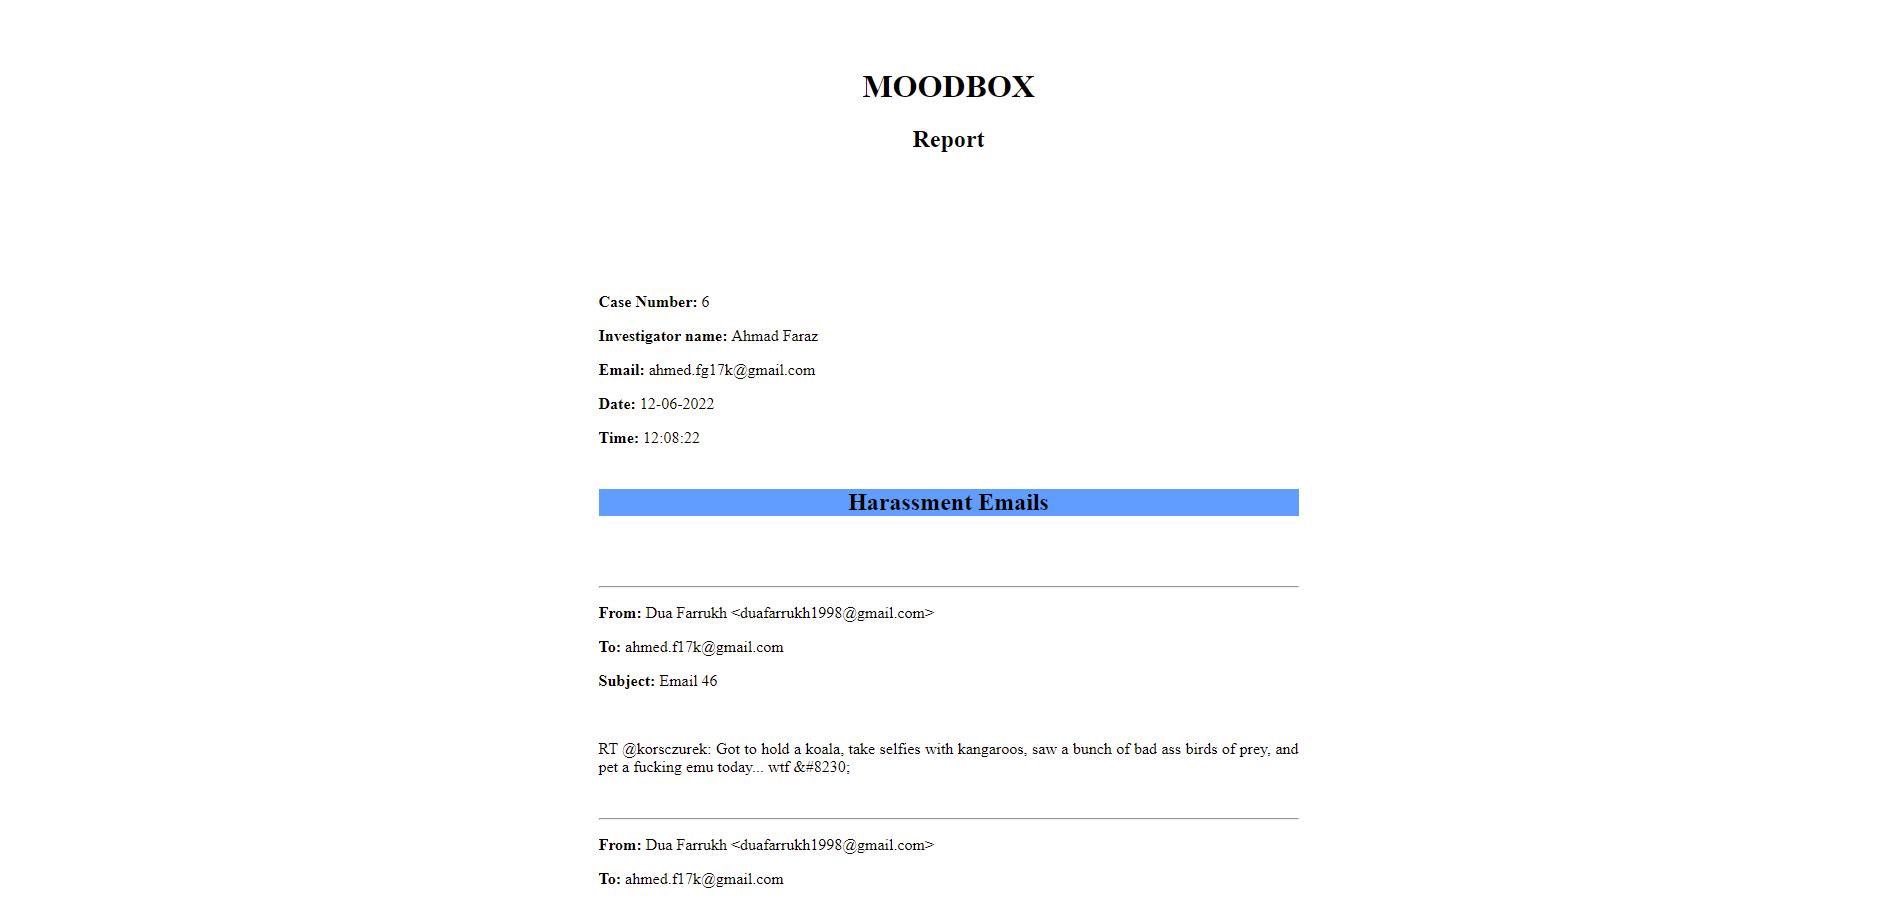 MOODBOX
Report
Case Number: 6
Investigator name: Ahmad Faraz
Email: ahmed.fg17k@gmail.com
Date: 12-06-2022
Time: 12:08:22
Harassment Emails
From: Dua Farrukh <duafarrukh1998@gmail.com>
To: ahmed.f17k@gmail.com
Subject: Email 46
RT @korsczurek: Got to hold a koala, take selfies with kangaroos, saw a bunch of bad ass birds of prey, and
pet a fucking emu today... wtf &#8230;
From: Dua Farrukh <duafarrukh1998@gmail.com>
To: ahmed.f17k@gmail.com